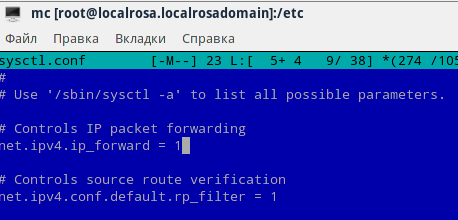 mc [root@localrosa.localrosadomain]:/etc
Файл Правка Вкладки Справка
sysctl.conf [-M--] 23 L:[ 5+ 4 9/ 38] *(274 /105
#
# Use '/sbin/sysctl -a' to list all possible parameters.
# Controls IP packet forwarding
net.ipv4.ip_forward = 1
# Controls source route verification
net.ipv4.conf.default.rp_filter = 1